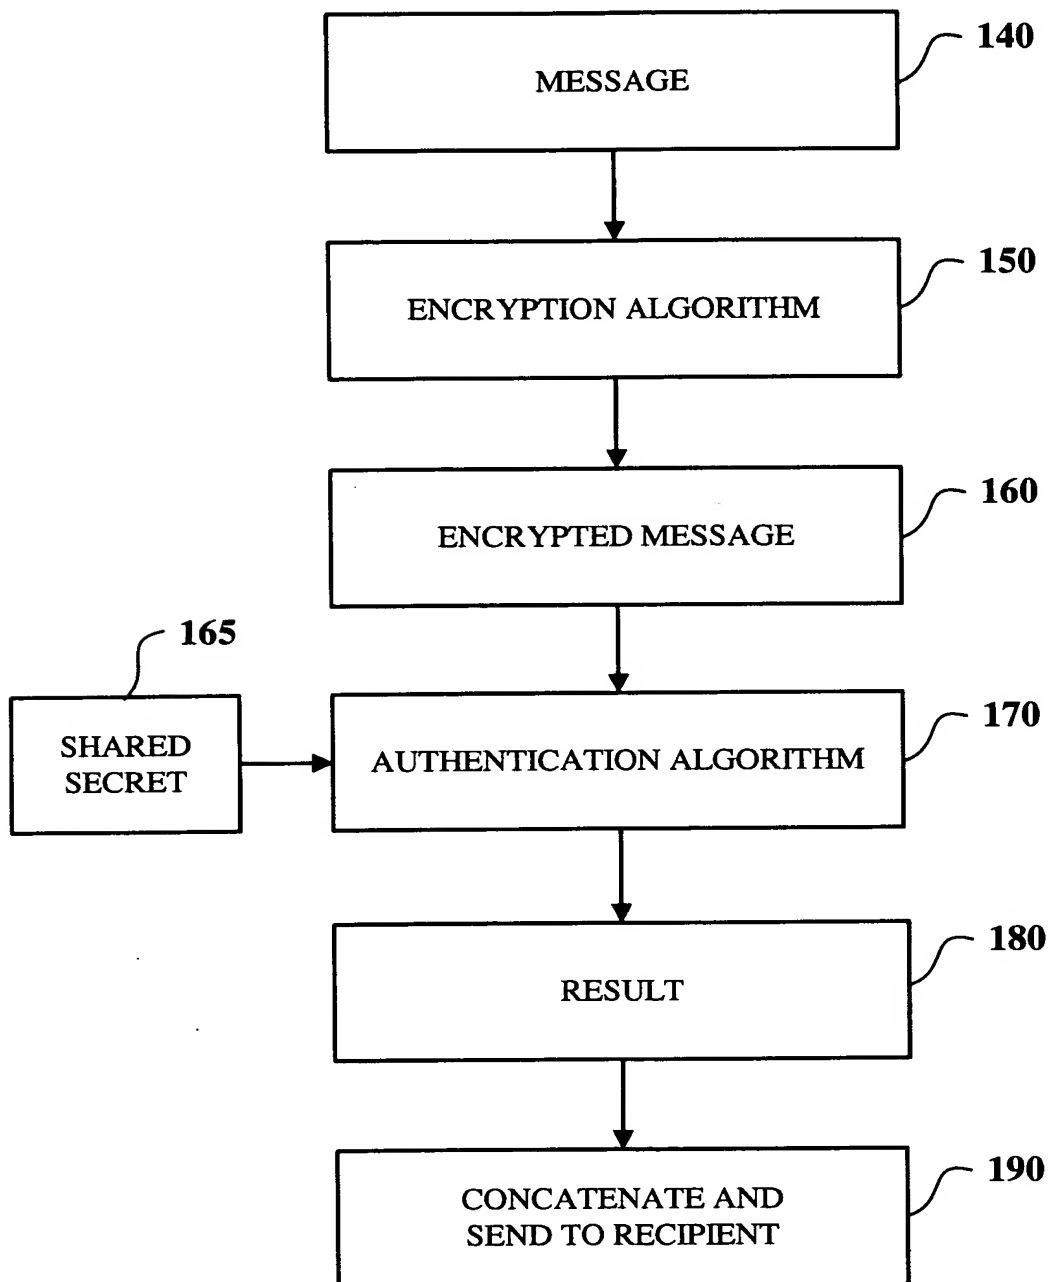 140
MESSAGE
150
ENCRYPTION ALGORITHM
160
ENCRYPTED MESSAGE
165
SHARED
SECRET
170
AUTHENTICATION ALGORITHM
180
RESULT
190
CONCATENATE AND
SEND TO RECIPIENT